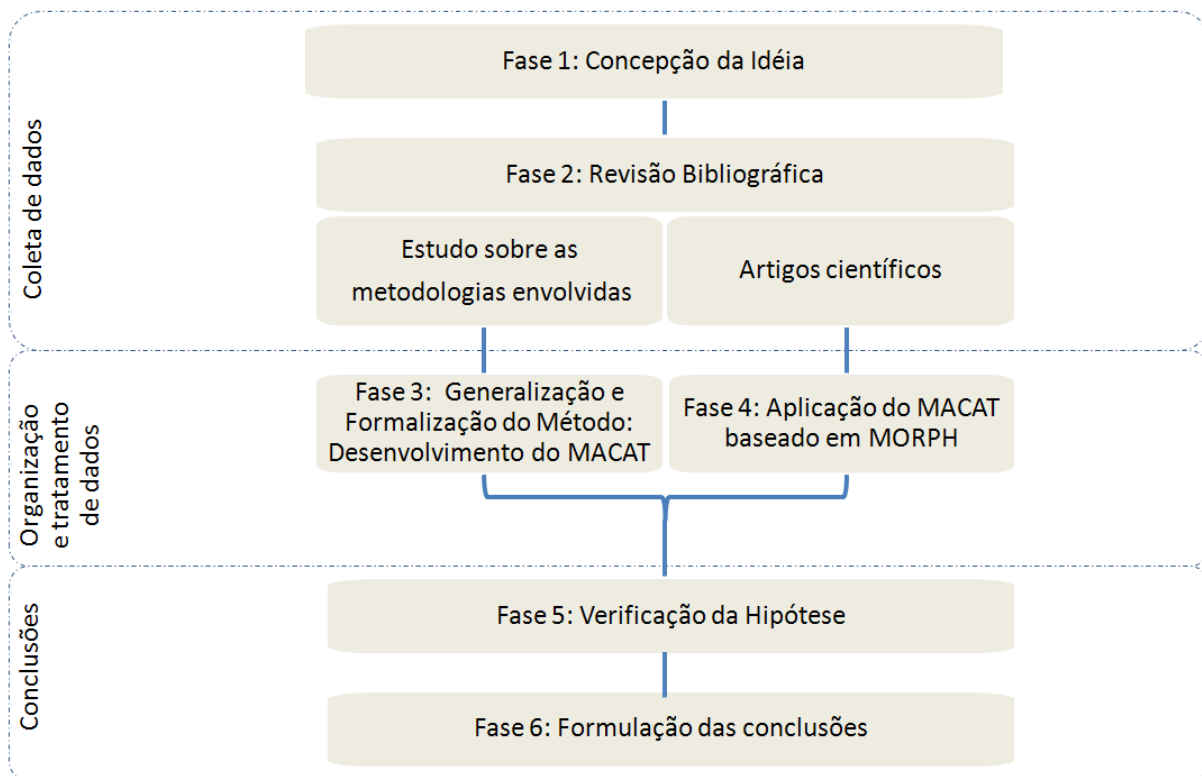 Coleta de dados
Fase 1: Concepção da Idéia
Fase 2: Revisão Bibliográfica
Estudo sobre as
metodologias envolvidas
Artigos científicos
Organização
e tratamento
de dados
Fase 3:  Generalização e
Formalização do Método:
Desenvolvimento do MACAT
Fase 4: Aplicação do MACAT
baseado em MORPH
Conclusões
Fase 5: Verificação da Hipótese
Fase 6: Formulação das conclusões